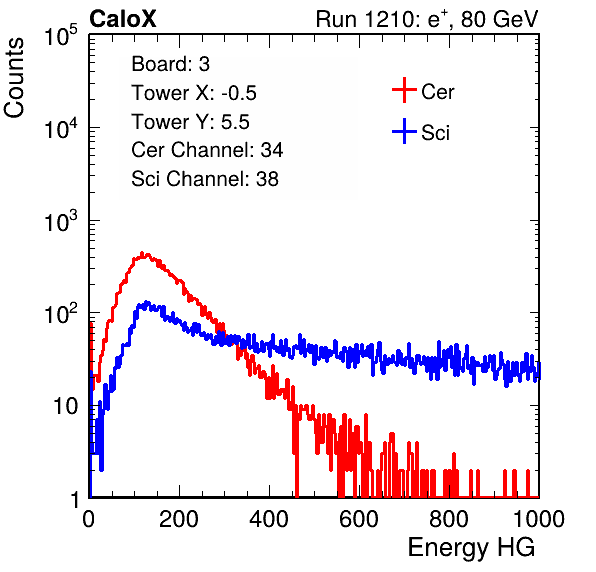 CaloX Run 1210: e⁺, 80 GeV
Counts
Board: 3
Tower X: -0.5
Tower Y: 5.5
Cer Channel: 34
Sci Channel: 38
Cer
Sci
10⁵
10⁴
10³
10²
10
1
0 200 400 600 800 1000
Energy HG